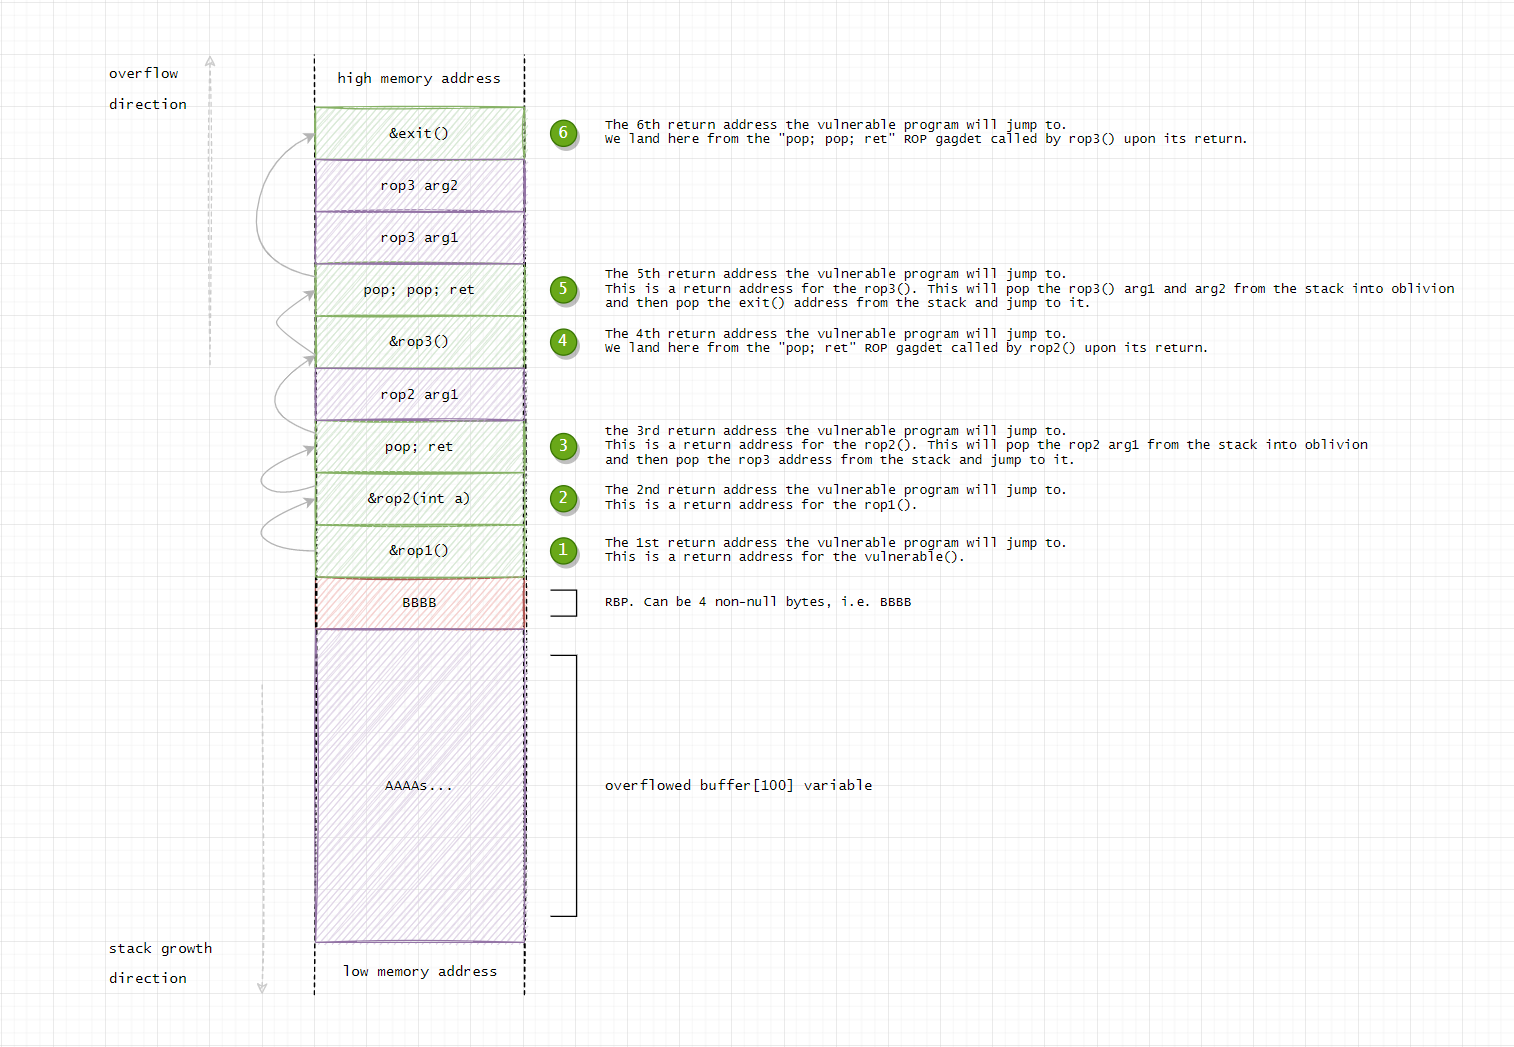 overflow
direction
high memory address
&exit()
6
The 6th return address the vulnerable program will jump to.
We land here from the "pop; pop; ret" ROP gagdet called by rop3() upon its return.
rop3 arg2
rop3 arg1
pop; pop; ret
5
The 5th return address the vulnerable program will jump to.
This is a return address for the rop3(). This will pop the rop3() arg1 and arg2 from the stack into oblivion
and then pop the exit() address from the stack and jump to it.
&rop3()
4
The 4th return address the vulnerable program will jump to.
We land here from the "pop; ret" ROP gagdet called by rop2() upon its return.
rop2 arg1
pop; ret
3
the 3rd return address the vulnerable program will jump to.
This is a return address for the rop2(). This will pop the rop2 arg1 from the stack into oblivion
and then pop the rop3 address from the stack and jump to it.
&rop2(int a)
2
The 2nd return address the vulnerable program will jump to.
This is a return address for the rop1().
&rop1()
1
The 1st return address the vulnerable program will jump to.
This is a return address for the vulnerable().
BBBB
RBP. Can be 4 non-null bytes, i.e. BBBB
AAAAs...
overflowed buffer[100] variable
stack growth
direction
low memory address